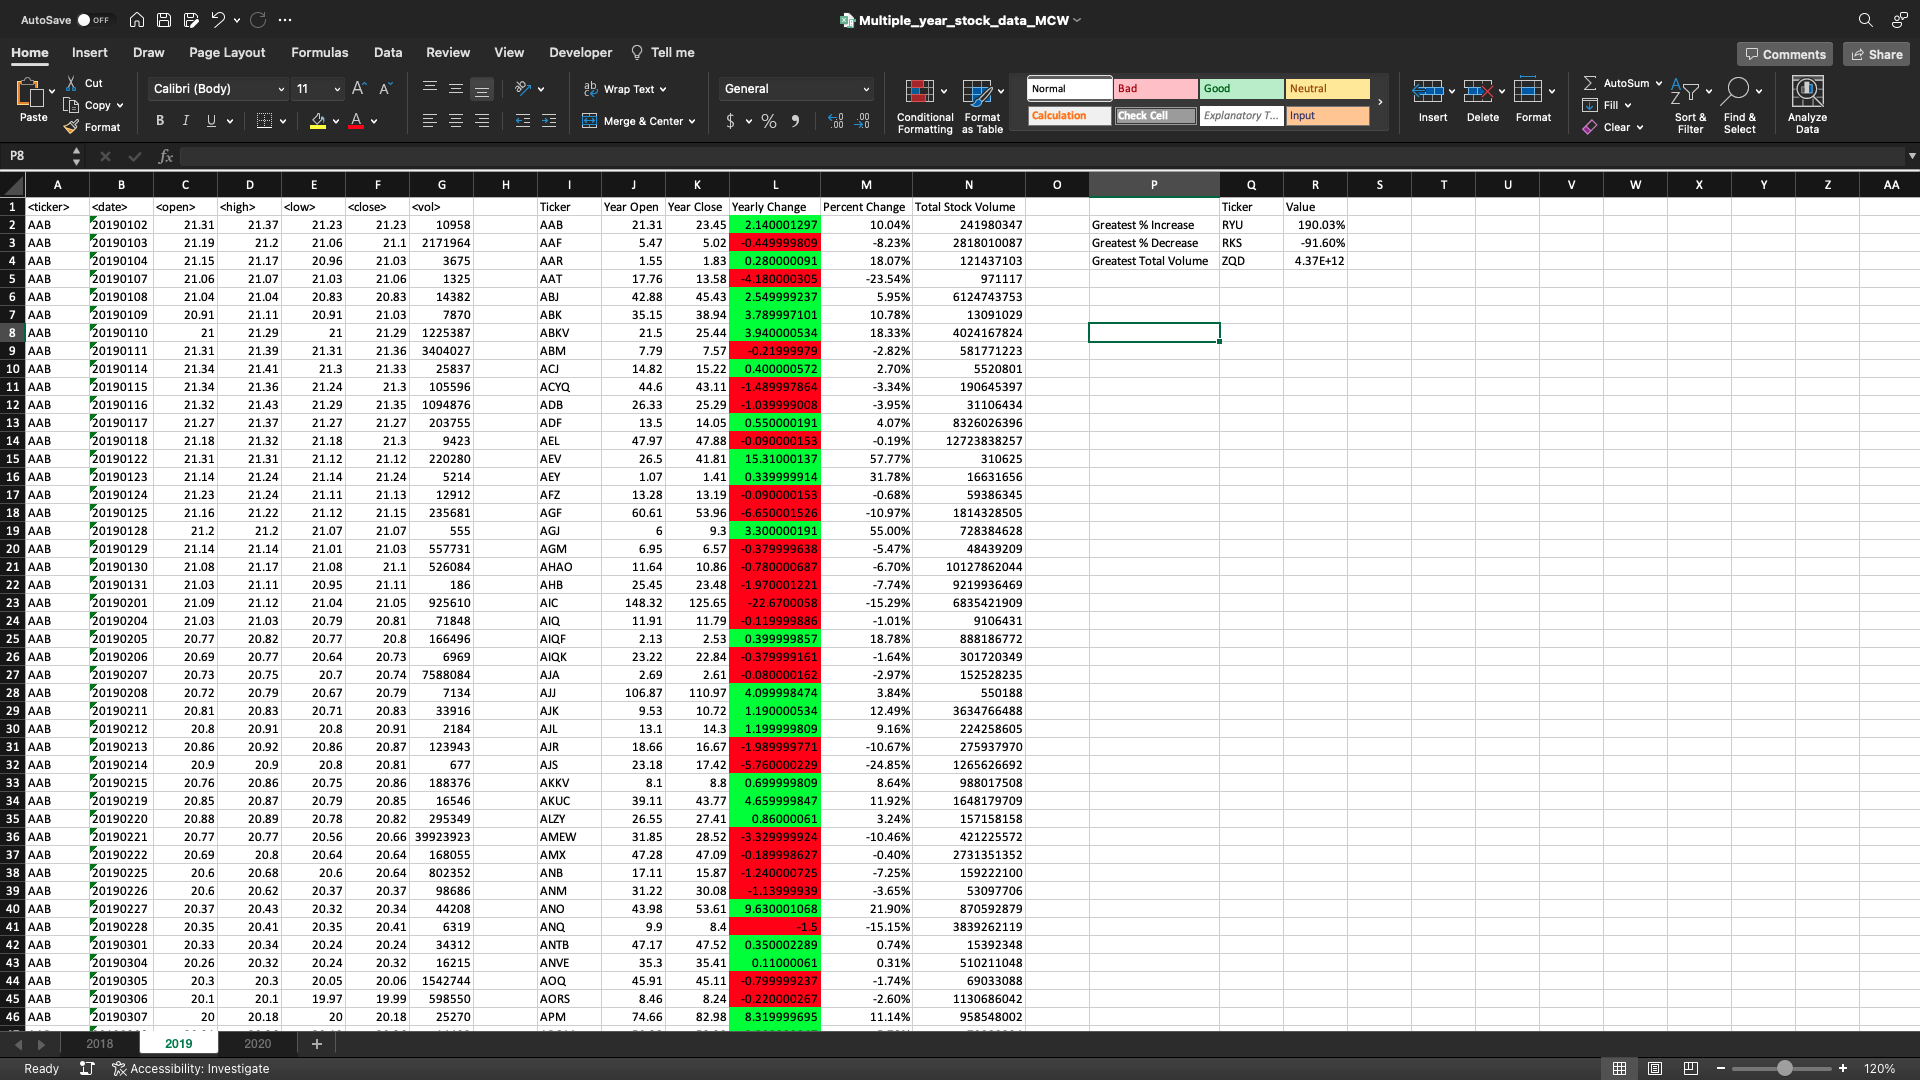 AutoSave OFF Multiple_year_stock_data_MCW
Home Insert Draw Page Layout Formulas Data Review View Developer Tell me Comments Share
Paste Cut Copy Format Calibri (Body) 11 Wrap Text Merge & Center General Conditional Formatting Format as Table Normal Bad Good Neutral Calculation Check Cell Explanatory T... Input Insert Delete Format AutoSum Fill Clear Sort & Filter Find & Select Analyze Data
P8 fx
A B C D E F G H I J K L M N O P Q R S T U V W X Y Z AA
1 <ticker> <date> <open> <high> <low> <close> <vol> Ticker Year Open Year Close Yearly Change Percent Change Total Stock Volume Ticker Value
2 AAB 20190102 21.31 21.37 21.23 21.23 10958 AAB 21.31 23.45 2.140001297 10.04% 241980347 Greatest % Increase RYU 190.03%
3 AAB 20190103 21.19 21.2 21.06 21.1 2171964 AAF 5.47 5.02 -0.449999809 -8.23% 2818010087 Greatest % Decrease RKS -91.60%
4 AAB 20190104 21.15 21.17 20.96 21.03 3675 AAR 1.55 1.83 0.280000091 18.07% 121437103 Greatest Total Volume ZQD 4.37E+12
5 AAB 20190107 21.06 21.07 21.03 21.06 1325 AAT 17.76 13.58 -4.180000305 -23.54% 971117
6 AAB 20190108 21.04 21.04 20.83 20.83 14382 ABJ 42.88 45.43 2.549999237 5.95% 6124743753
7 AAB 20190109 20.91 21.11 20.91 21.03 7870 ABK 35.15 38.94 3.789997101 10.78% 13091029
8 AAB 20190110 21 21.29 21 21.29 1225387 ABKV 21.5 25.44 3.940000534 18.33% 4024167824
9 AAB 20190111 21.31 21.39 21.31 21.36 3404027 ABM 7.79 7.57 -0.21999979 -2.82% 581771223
10 AAB 20190114 21.34 21.41 21.3 21.33 25837 ACJ 14.82 15.22 0.400000572 2.70% 5520801
11 AAB 20190115 21.34 21.36 21.24 21.3 105596 ACYQ 44.6 43.11 -1.489997864 -3.34% 190645397
12 AAB 20190116 21.32 21.43 21.29 21.35 1094876 ADB 26.33 25.29 -1.039999008 -3.95% 31106434
13 AAB 20190117 21.27 21.37 21.27 21.27 203755 ADF 13.5 14.05 0.550000191 4.07% 8326026396
14 AAB 20190118 21.18 21.32 21.18 21.3 9423 AEL 47.97 47.88 -0.090000153 -0.19% 12723838257
15 AAB 20190122 21.31 21.31 21.12 21.12 220280 AEV 26.5 41.81 15.31000137 57.77% 310625
16 AAB 20190123 21.14 21.24 21.14 21.24 5214 AEY 1.07 1.41 0.339999914 31.78% 16631656
17 AAB 20190124 21.23 21.24 21.11 21.13 12912 AFZ 13.28 13.19 -0.090000153 -0.68% 59386345
18 AAB 20190125 21.16 21.22 21.12 21.15 235681 AGF 60.61 53.96 -6.650001526 -10.97% 1814328505
19 AAB 20190128 21.2 21.2 21.07 21.07 555 AGJ 6 9.3 3.300000191 55.00% 728384628
20 AAB 20190129 21.14 21.14 21.01 21.03 557731 AGM 6.95 6.57 -0.379999638 -5.47% 48439209
21 AAB 20190130 21.08 21.17 21.08 21.1 526084 AHAO 11.64 10.86 -0.780000687 -6.70% 10127862044
22 AAB 20190131 21.03 21.11 20.95 21.11 186 AHB 25.45 23.48 -1.970001221 -7.74% 9219936469
23 AAB 20190201 21.09 21.12 21.04 21.05 925610 AIC 148.32 125.65 -22.6700058 -15.29% 6835421909
24 AAB 20190204 21.03 21.03 20.79 20.81 71848 AIQ 11.91 11.79 -0.119999886 -1.01% 9106431
25 AAB 20190205 20.77 20.82 20.77 20.8 166496 AIQF 2.13 2.53 0.399999857 18.78% 888186772
26 AAB 20190206 20.69 20.77 20.64 20.73 6969 AIQK 23.22 22.84 -0.379999161 -1.64% 301720349
27 AAB 20190207 20.73 20.75 20.7 20.74 7588084 AJA 2.69 2.61 -0.080000162 -2.97% 152528235
28 AAB 20190208 20.72 20.79 20.67 20.79 7134 AJJ 106.87 110.97 4.099998474 3.84% 550188
29 AAB 20190211 20.81 20.83 20.71 20.83 33916 AJK 9.53 10.72 1.190000534 12.49% 3634766488
30 AAB 20190212 20.8 20.91 20.8 20.91 2184 AJL 13.1 14.3 1.199999809 9.16% 224258605
31 AAB 20190213 20.86 20.92 20.86 20.87 123943 AJR 18.66 16.67 -1.989999771 -10.67% 275937970
32 AAB 20190214 20.9 20.9 20.8 20.81 677 AJS 23.18 17.42 -5.760000229 -24.85% 1265626692
33 AAB 20190215 20.76 20.86 20.75 20.86 188376 AKKV 8.1 8.8 0.699999809 8.64% 988017508
34 AAB 20190219 20.85 20.87 20.79 20.85 16546 AKUC 39.11 43.77 4.659999847 11.92% 1648179709
35 AAB 20190220 20.88 20.89 20.78 20.82 295349 ALZY 26.55 27.41 0.86000061 3.24% 157158158
36 AAB 20190221 20.77 20.77 20.56 20.66 39923923 AMEW 31.85 28.52 -3.329999924 -10.46% 421225572
37 AAB 20190222 20.69 20.8 20.64 20.64 168055 AMX 47.28 47.09 -0.189998627 -0.40% 2731351352
38 AAB 20190225 20.6 20.68 20.6 20.64 802352 ANB 17.11 15.87 -1.240000725 -7.25% 159222100
39 AAB 20190226 20.6 20.62 20.37 20.37 98686 ANM 31.22 30.08 -1.13999939 -3.65% 53097706
40 AAB 20190227 20.37 20.43 20.32 20.34 44208 ANO 43.98 53.61 9.630001068 21.90% 870592879
41 AAB 20190228 20.35 20.41 20.35 20.41 6319 ANQ 9.9 8.4 -1.5 -15.15% 3839262119
42 AAB 20190301 20.33 20.34 20.24 20.24 34312 ANTB 47.17 47.52 0.350002289 0.74% 15392348
43 AAB 20190304 20.26 20.32 20.24 20.32 16215 ANVE 35.3 35.41 0.11000061 0.31% 510211048
44 AAB 20190305 20.3 20.3 20.05 20.06 1542744 AOQ 45.91 45.11 -0.799999237 -1.74% 69033088
45 AAB 20190306 20.1 20.1 19.97 19.99 598550 AORS 8.46 8.24 -0.220000267 -2.60% 1130686042
46 AAB 20190307 20 20.18 20 20.18 25270 APM 74.66 82.98 8.319999695 11.14% 958548002
2018 2019 2020 +
Ready Accessibility: Investigate 120%